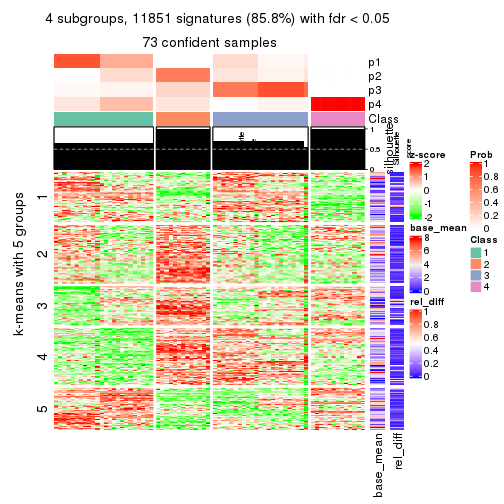 4 subgroups, 11851 signatures (85.8%) with fdr < 0.05
73 confident samples
p1
p2
p3
p4
Class
1
0.5
0
silhouette
Silhouette
score
k-means with 5 groups
1
2
3
4
5
base_mean
rel_diff
z-score
2
1
0
-1
-2
base_mean
8
6
4
2
0
rel_diff
1
0.8
0.6
0.4
0.2
0
Prob
1
0.8
0.6
0.4
0.2
0
Class
1
2
3
4